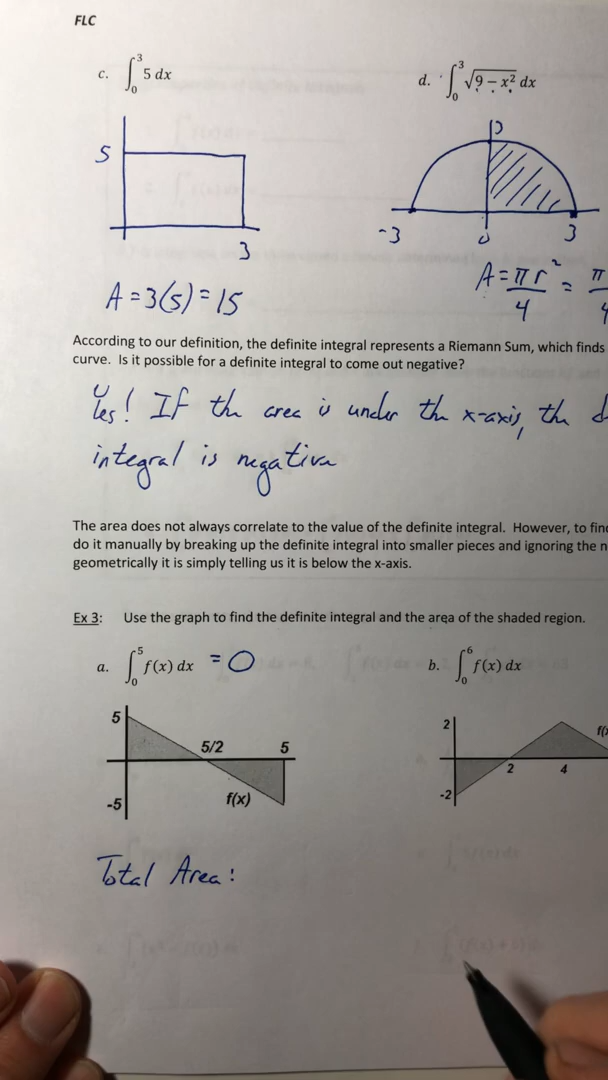 FLC
c. ∫₀³ 5 dx
d. ∫₀³ √(9 − x²) dx
5
3
A = 3(5) = 15
-3
0
3
A = πr²/4 = π
4
According to our definition, the definite integral represents a Riemann Sum, which finds
curve. Is it possible for a definite integral to come out negative?
Yes! If the area is under the x-axis, the d
integral is negative
The area does not always correlate to the value of the definite integral. However, to find
do it manually by breaking up the definite integral into smaller pieces and ignoring the n
geometrically it is simply telling us it is below the x-axis.
Ex 3: Use the graph to find the definite integral and the area of the shaded region.
a. ∫₀⁵ f(x) dx = 0
b. ∫₀⁶ f(x) dx
5
5/2
5
-5
f(x)
2
f(x
2
4
-2
Total Area: